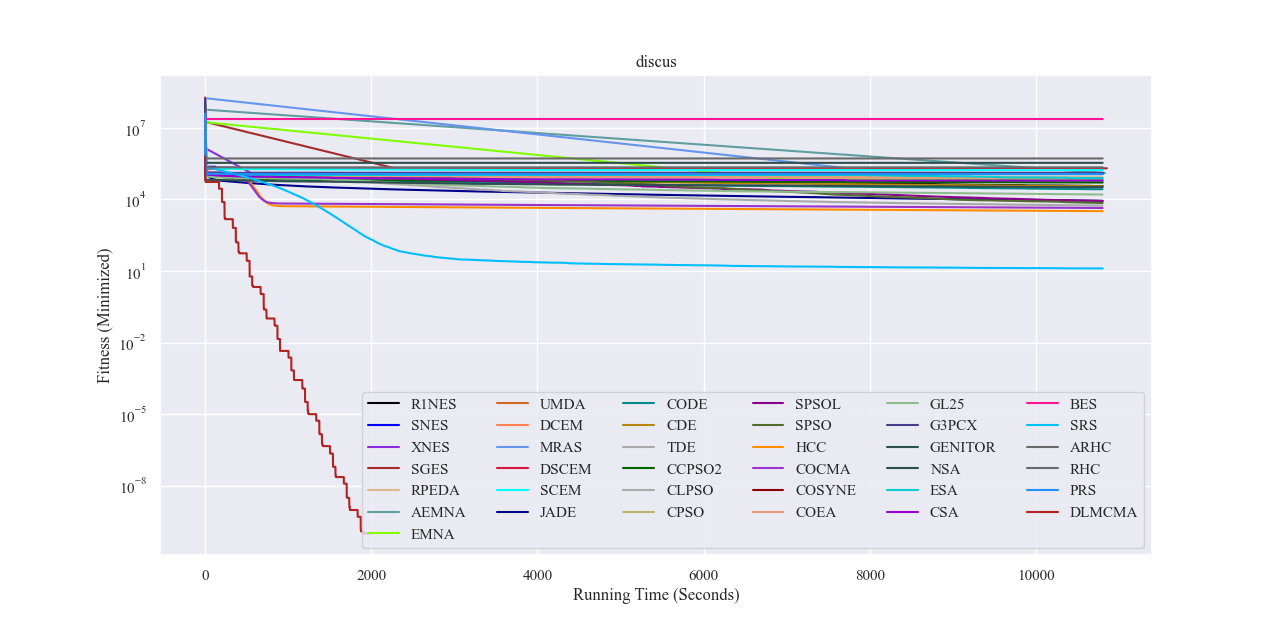 discus
Fitness (Minimized)
10^7
10^4
10^1
10^−2
10^−5
10^−8
R1NES UMDA CODE SPSOL GL25 BES
SNES DCEM CDE SPSO G3PCX SRS
XNES MRAS TDE HCC GENITOR ARHC
SGES DSCEM CCPSO2 COCMA NSA RHC
RPEDA SCEM CLPSO COSYNE ESA PRS
AEMNA JADE CPSO COEA CSA DLMCMA
EMNA
0 2000 4000 6000 8000 10000
Running Time (Seconds)